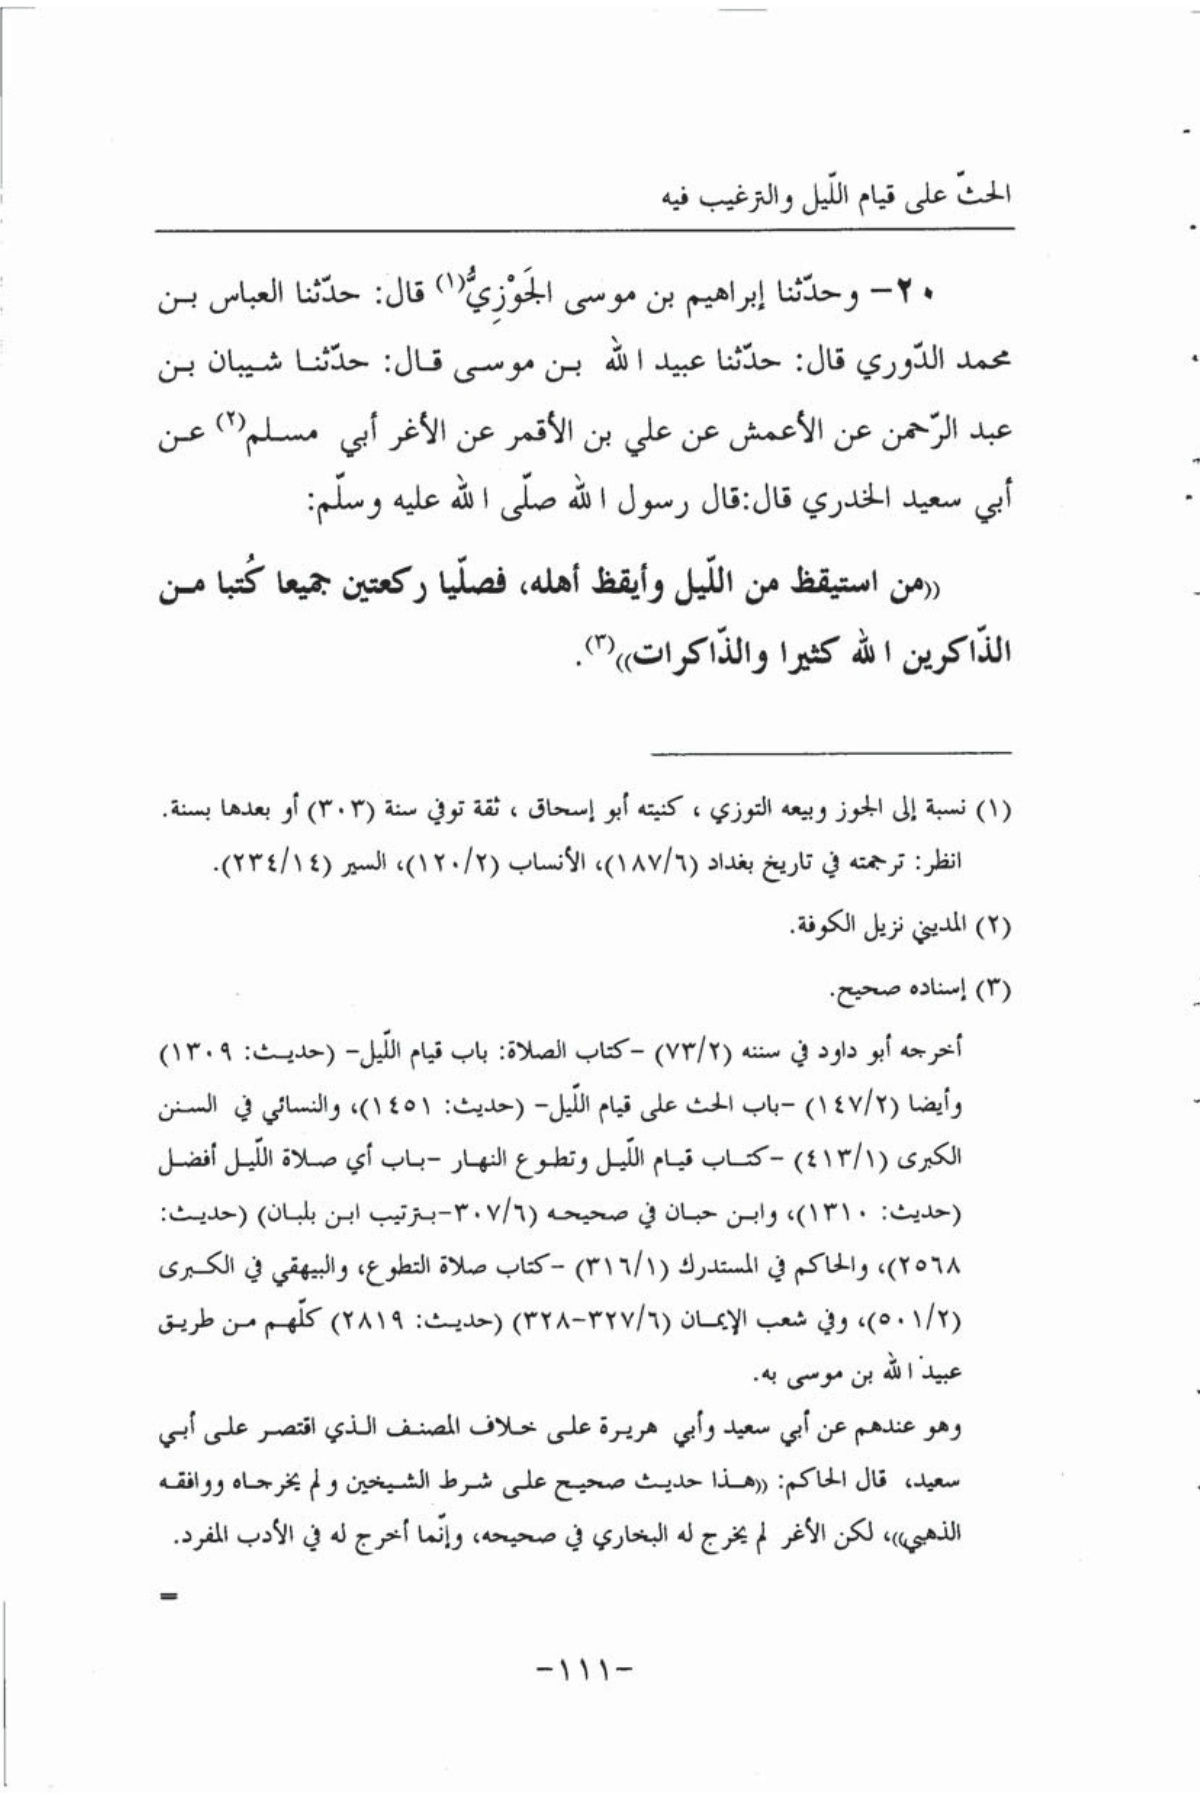 الحثّ على قيام اللّيل والترغيب فيه
٢٠- وحدّثنا إبراهيم بن موسى الجَوْزِيُّ(١) قال: حدّثنا العباس بن
محمد الدّوري قال: حدّثنا عبيد الله بن موسى قال: حدّثنا شيبان بن
عبد الرّحمن عن الأعمش عن علي بن الأقمر عن الأغر أبي مسلم(٢) عن
أبي سعيد الخدري قال:قال رسول الله صلّى الله عليه وسلّم:
((من استيقظ من اللّيل وأيقظ أهله، فصلّيا ركعتين جميعا كُتبا من
الذّاكرين الله كثيرا والذّاكرات))(٣).
(١) نسبة إلى الجوز وبيعه التوزي ، كنيته أبو إسحاق ، ثقة توفي سنة (٣٠٣) أو بعدها بسنة.
انظر: ترجمته في تاريخ بغداد (١٨٧/٦)، الأنساب (١٢٠/٢)، السير (٢٣٤/١٤).
(٢) المديني نزيل الكوفة.
(٣) إسناده صحيح.
أخرجه أبو داود في سننه (٧٣/٢) -كتاب الصلاة: باب قيام اللّيل- (حديث: ١٣٠٩)
وأيضا (١٤٧/٢) -باب الحث على قيام اللّيل- (حديث: ١٤٥١)، والنسائي في السنن
الكبرى (٤١٣/١) -كتاب قيام اللّيل وتطوع النهار -باب أي صلاة اللّيل أفضل
(حديث: ١٣١٠)، وابن حبان في صحيحه (٣٠٧/٦-بترتيب ابن بلبان) (حديث:
٢٥٦٨)، والحاكم في المستدرك (٣١٦/١) -كتاب صلاة التطوع، والبيهقي في الكبرى
(٥٠١/٢)، وفي شعب الإيمان (٣٢٧/٦-٣٢٨) (حديث: ٢٨١٩) كلّهم من طريق
عبيد الله بن موسى به.
وهو عندهم عن أبي سعيد وأبي هريرة على خلاف المصنف الذي اقتصر على أبي
سعيد، قال الحاكم: ((هذا حديث صحيح على شرط الشيخين ولم يخرجاه ووافقه
الذهبي))، لكن الأغر لم يخرج له البخاري في صحيحه، وإنّما أخرج له في الأدب المفرد.
=
-١١١-